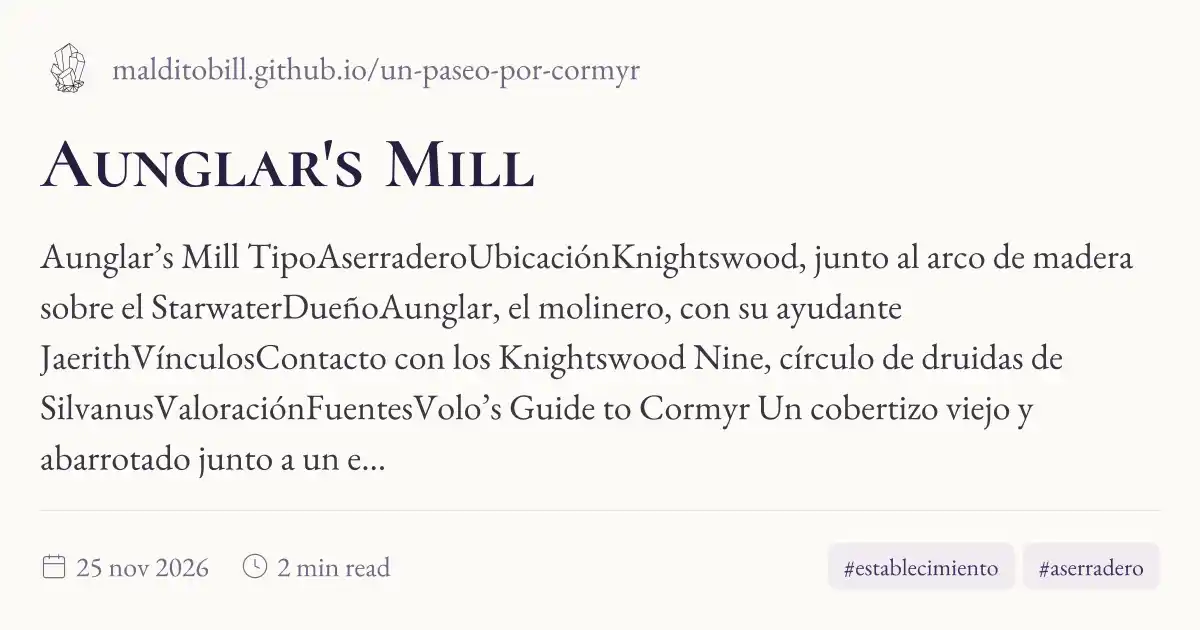 malditobill.github.io/un-paseo-por-cormyr
Aunglar's Mill
Aunglar’s Mill TipoAserraderoUbicaciónKnightswood, junto al arco de madera
sobre el StarwaterDueñoAunglar, el molinero, con su ayudante
JaerithVínculosContacto con los Knightswood Nine, círculo de druidas de
SilvanusValoraciónFuentesVolo’s Guide to Cormyr Un cobertizo viejo y
abarrotado junto a un e...
25 nov 2026
2 min read
#establecimiento
#aserradero